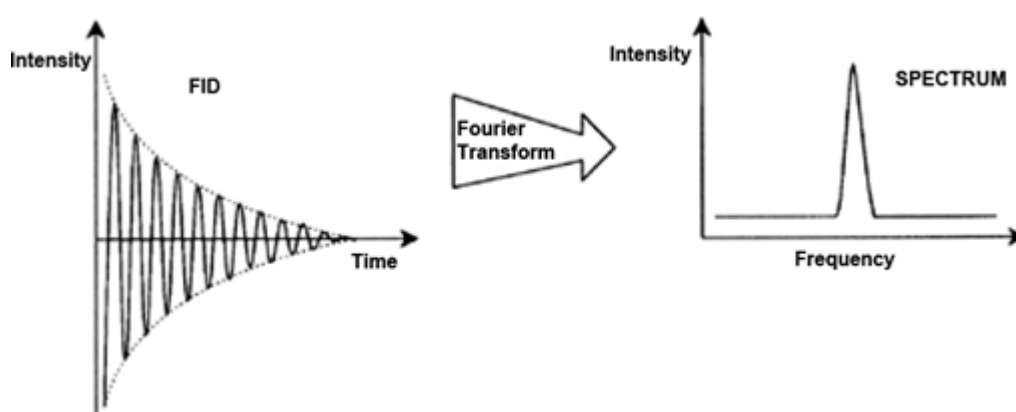 Intensity
FID
Time
Fourier
Transform
Intensity
SPECTRUM
Frequency